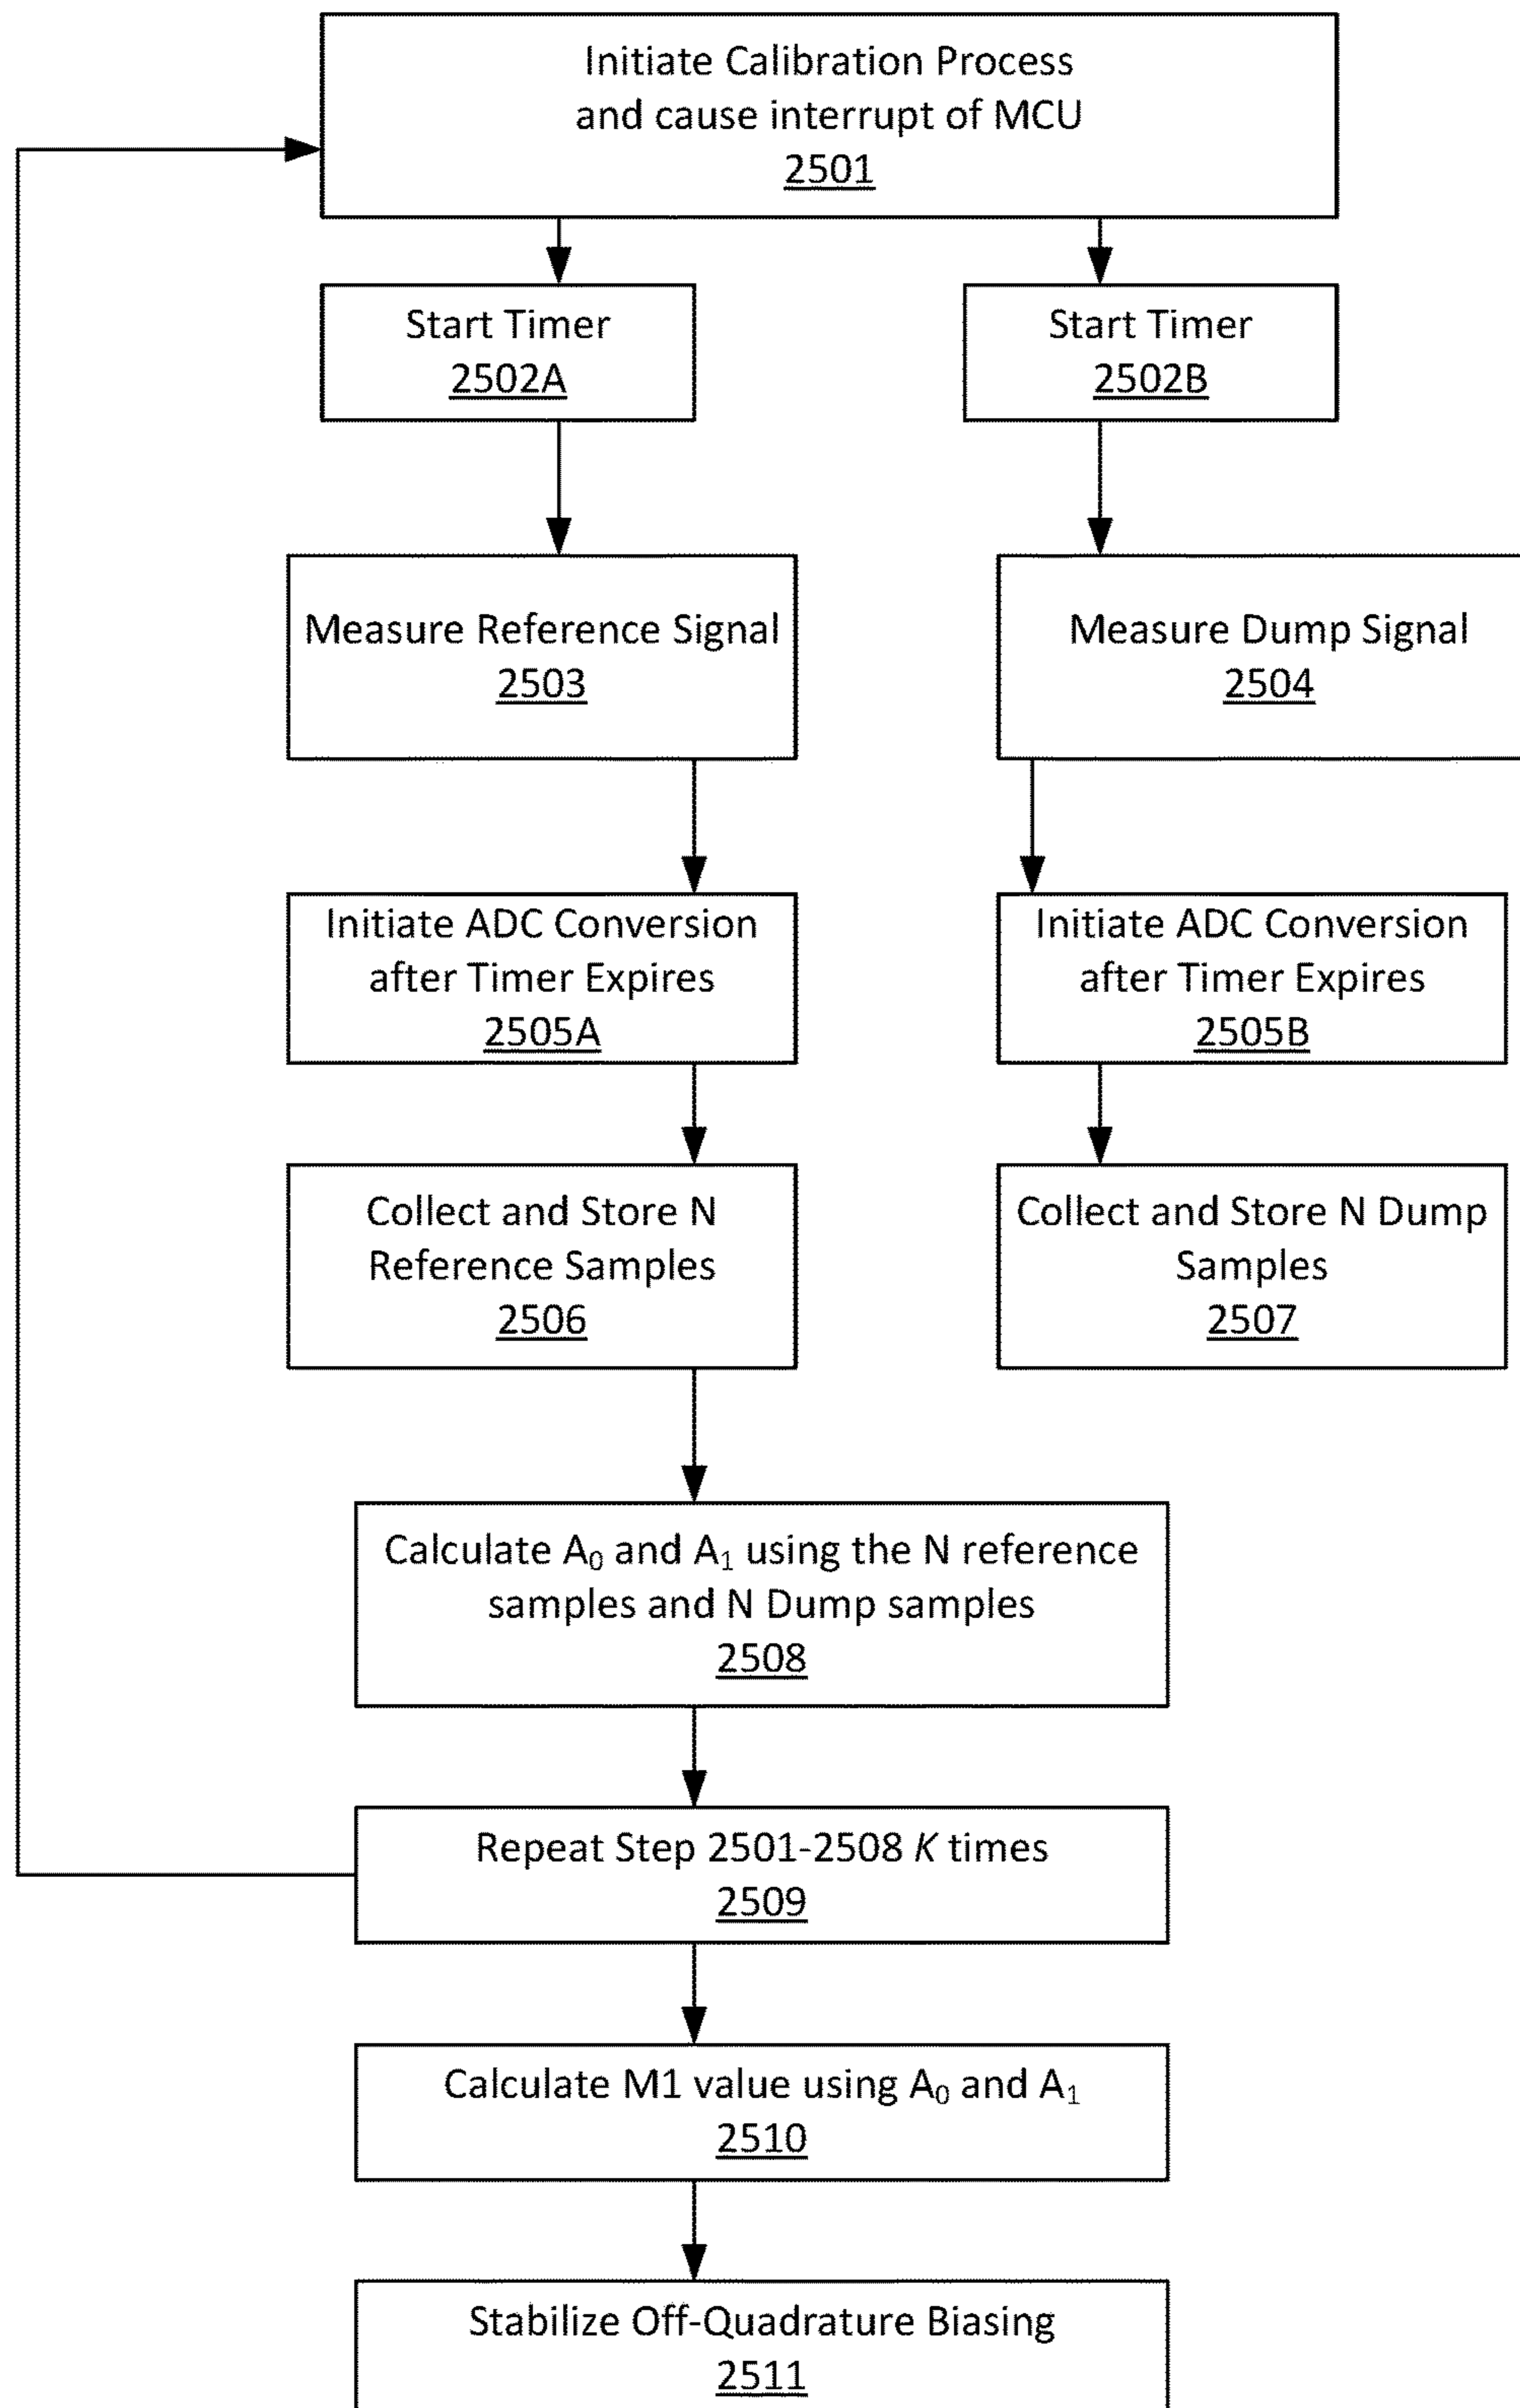 Initiate Calibration Process
and cause interrupt of MCU
2501
Start Timer
2502A
Start Timer
2502B
Measure Reference Signal
2503
Measure Dump Signal
2504
Initiate ADC Conversion
after Timer Expires
2505A
Initiate ADC Conversion
after Timer Expires
2505B
Collect and Store N
Reference Samples
2506
Collect and Store N Dump
Samples
2507
Calculate A₀ and A₁ using the N reference
samples and N Dump samples
2508
Repeat Step 2501-2508 K times
2509
Calculate M1 value using A₀ and A₁
2510
Stabilize Off-Quadrature Biasing
2511